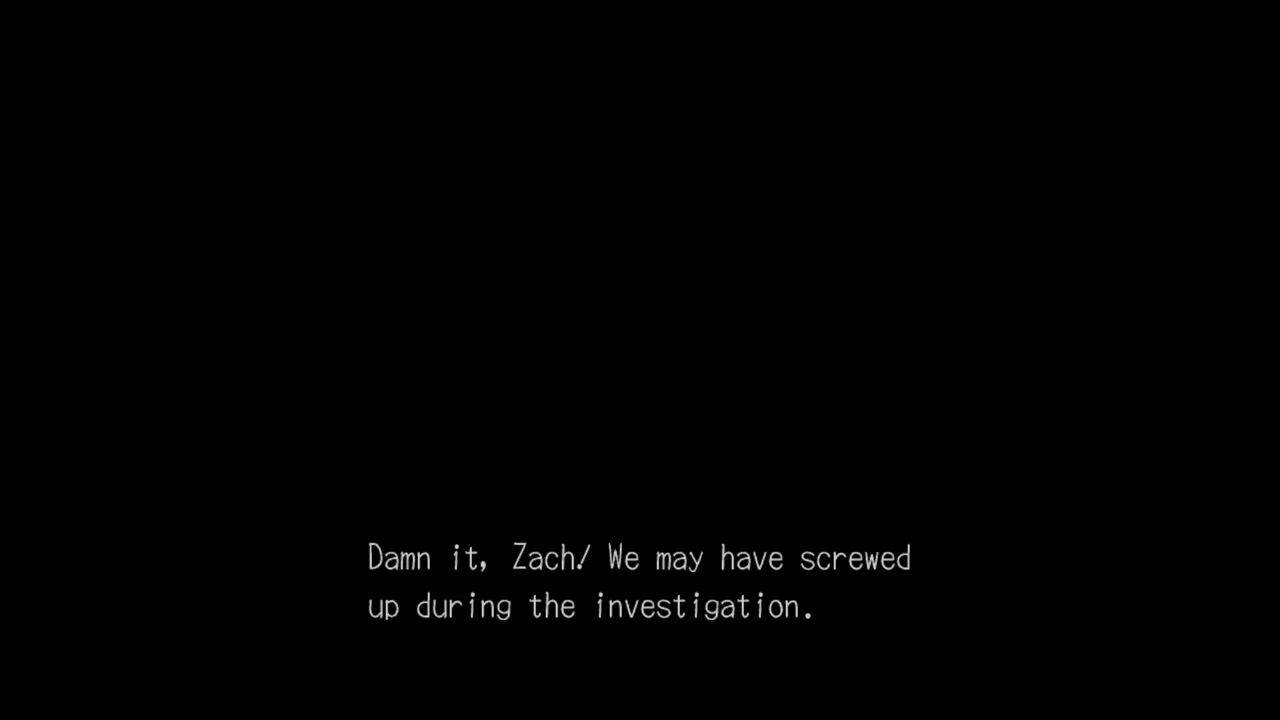 Damn it, Zach! We may have screwed
up during the investigation.